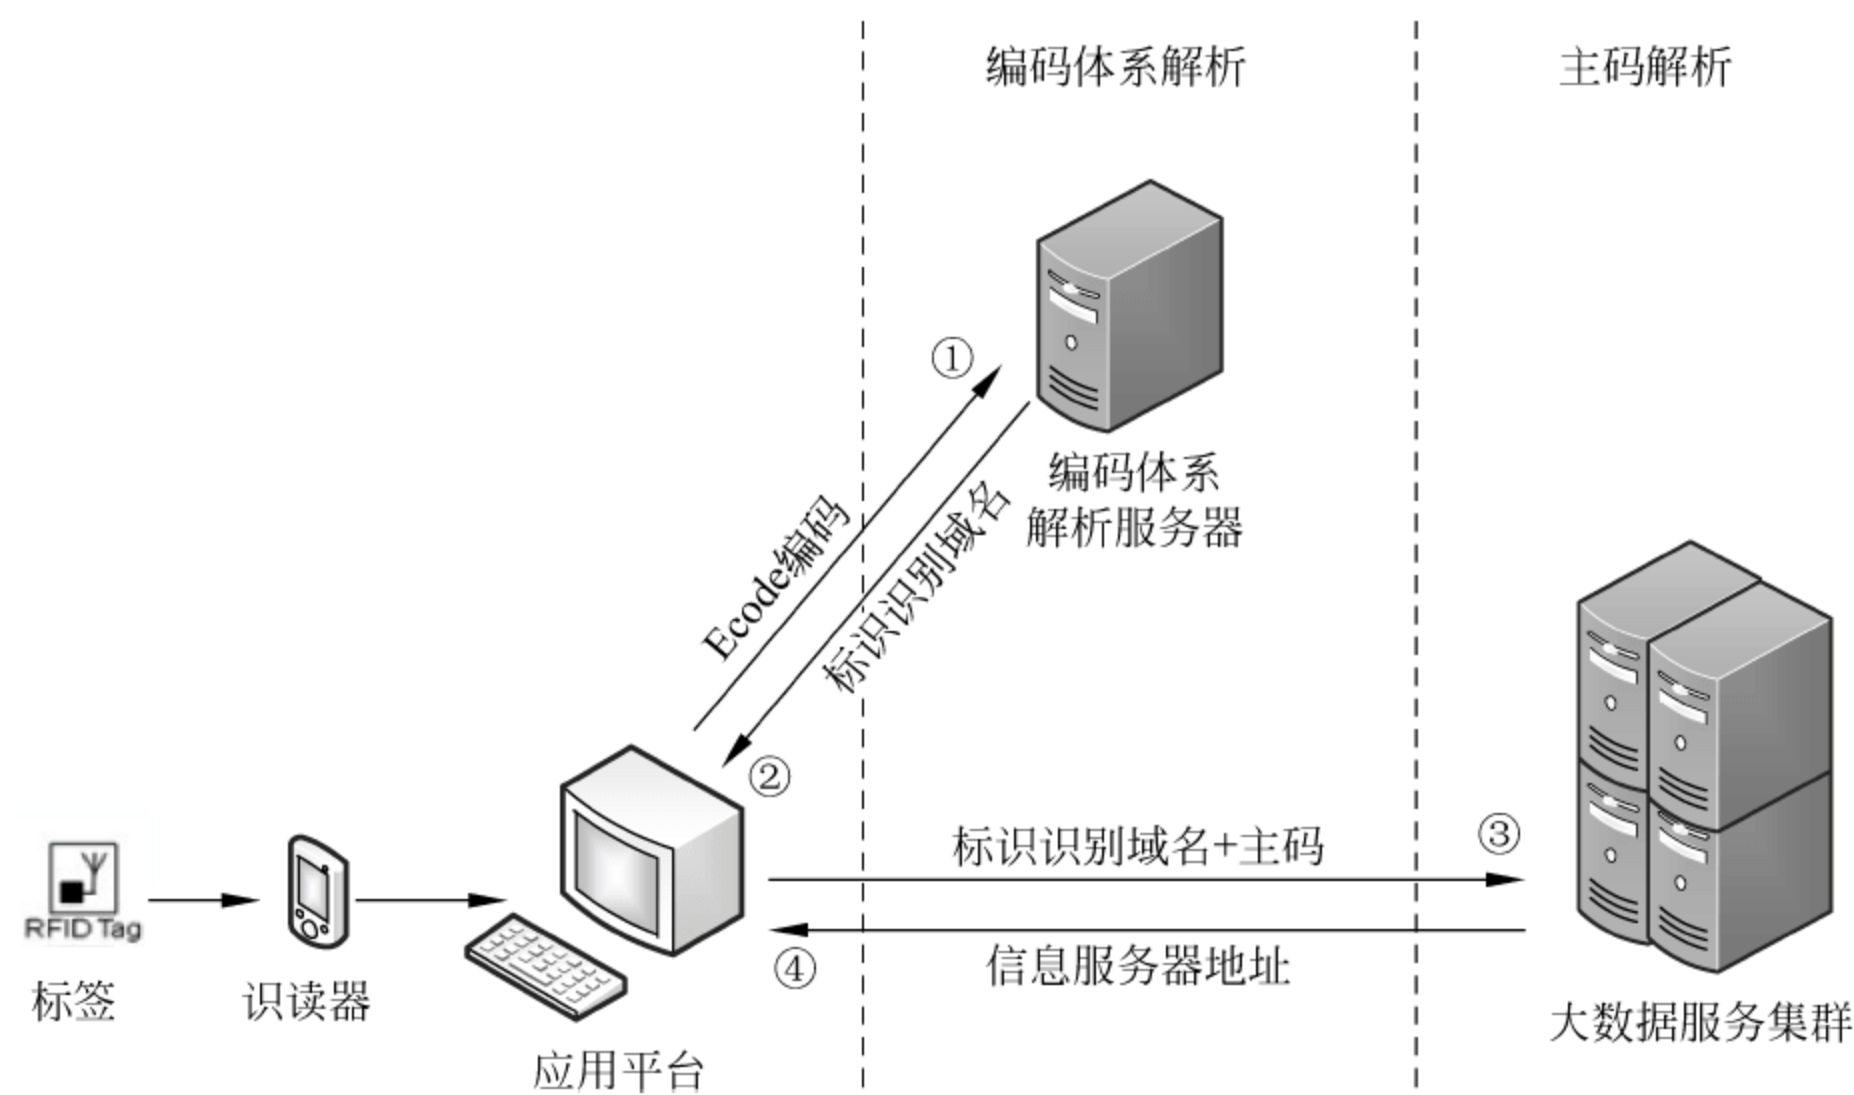 编码体系解析
主码解析
①
编码体系
解析服务器
Ecode编码
标识识别域名
②
标识识别域名+主码
③
信息服务器地址
④
RFID Tag
标签
识读器
应用平台
大数据服务集群